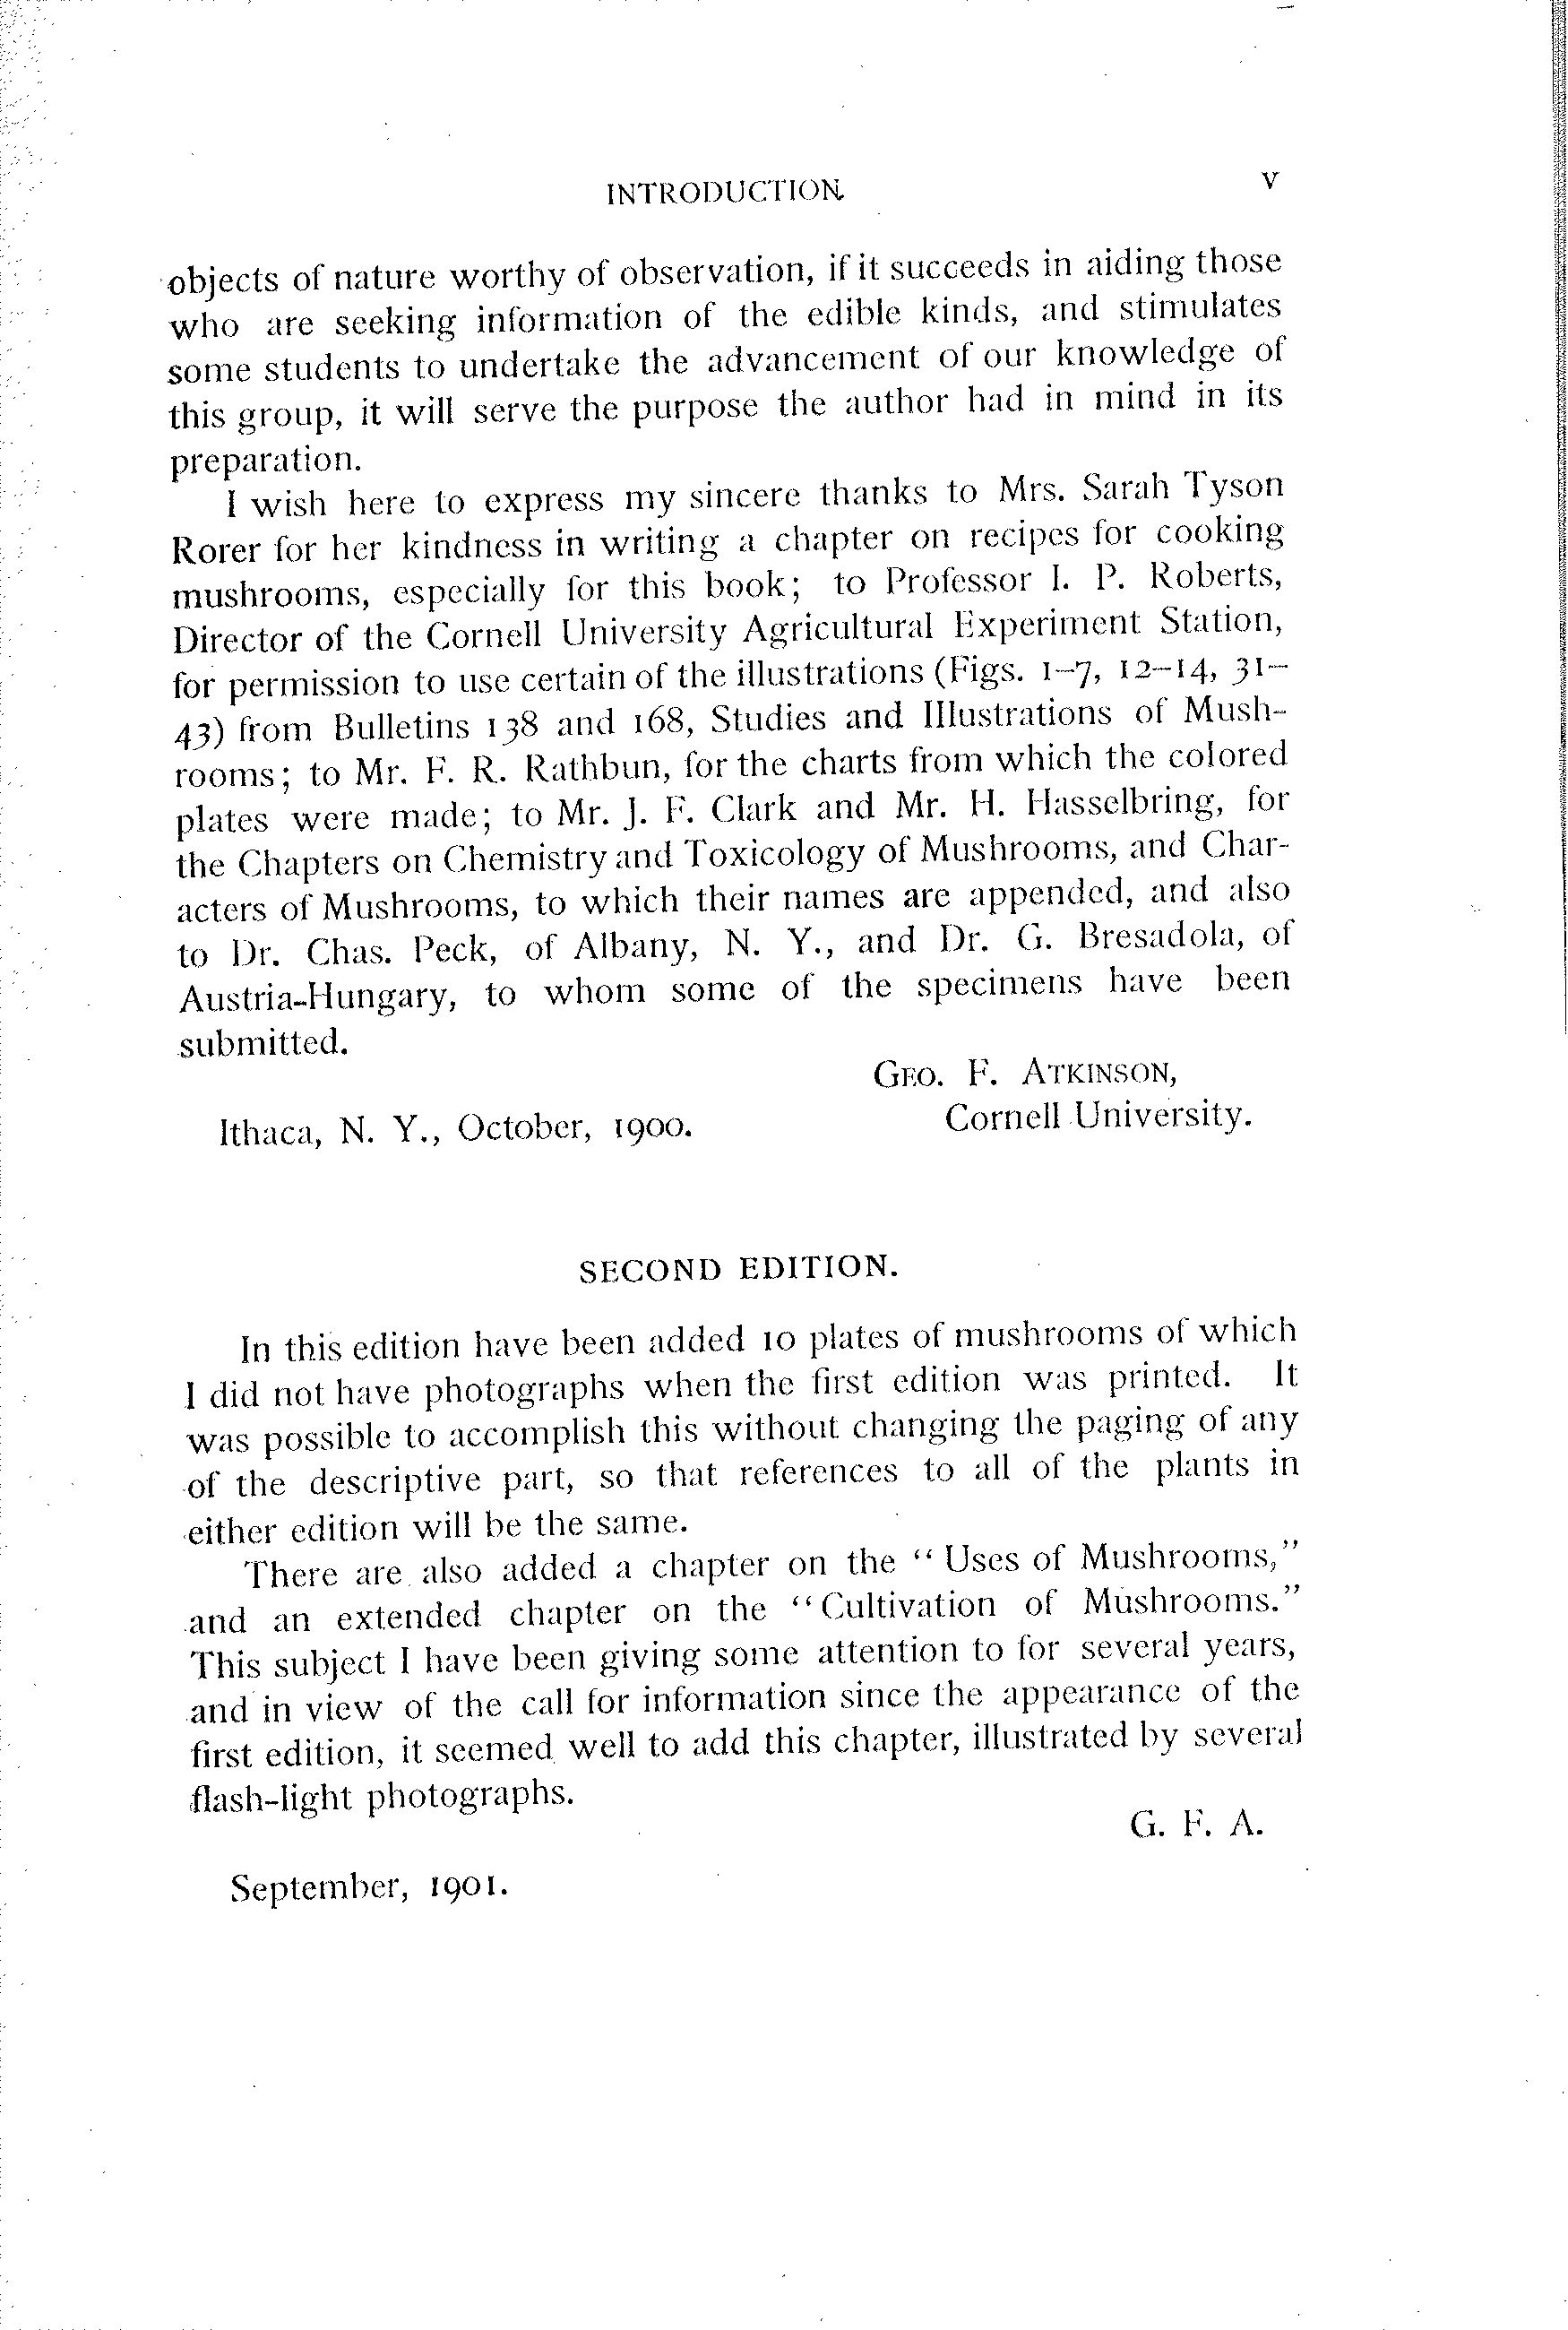 INTRODUCTION. v
objects of nature worthy of observation, if it succeeds in aiding those
who are seeking information of the edible kinds, and stimulates
some students to undertake the advancement of our knowledge of
this group, it will serve the purpose the author had in mind in its
preparation.
I wish here to express my sincere thanks to Mrs. Sarah Tyson
Rorer for her kindness in writing a chapter on recipes for cooking
mushrooms, especially for this book; to Professor I. P. Roberts,
Director of the Cornell University Agricultural Experiment Station,
for permission to use certain of the illustrations (Figs. 1–7, 12–14, 31–
43) from Bulletins 138 and 168, Studies and Illustrations of Mush-
rooms; to Mr. F. R. Rathbun, for the charts from which the colored
plates were made; to Mr. J. F. Clark and Mr. H. Hasselbring, for
the Chapters on Chemistry and Toxicology of Mushrooms, and Char-
acters of Mushrooms, to which their names are appended, and also
to Dr. Chas. Peck, of Albany, N. Y., and Dr. G. Bresadola, of
Austria-Hungary, to whom some of the specimens have been
submitted.
GEO. F. ATKINSON,
Ithaca, N. Y., October, 1900. Cornell University.
SECOND EDITION.
In this edition have been added 10 plates of mushrooms of which
I did not have photographs when the first edition was printed. It
was possible to accomplish this without changing the paging of any
of the descriptive part, so that references to all of the plants in
either edition will be the same.
There are also added a chapter on the "Uses of Mushrooms,"
and an extended chapter on the "Cultivation of Mushrooms."
This subject I have been giving some attention to for several years,
and in view of the call for information since the appearance of the
first edition, it seemed well to add this chapter, illustrated by several
flash-light photographs.
G. F. A.
September, 1901.